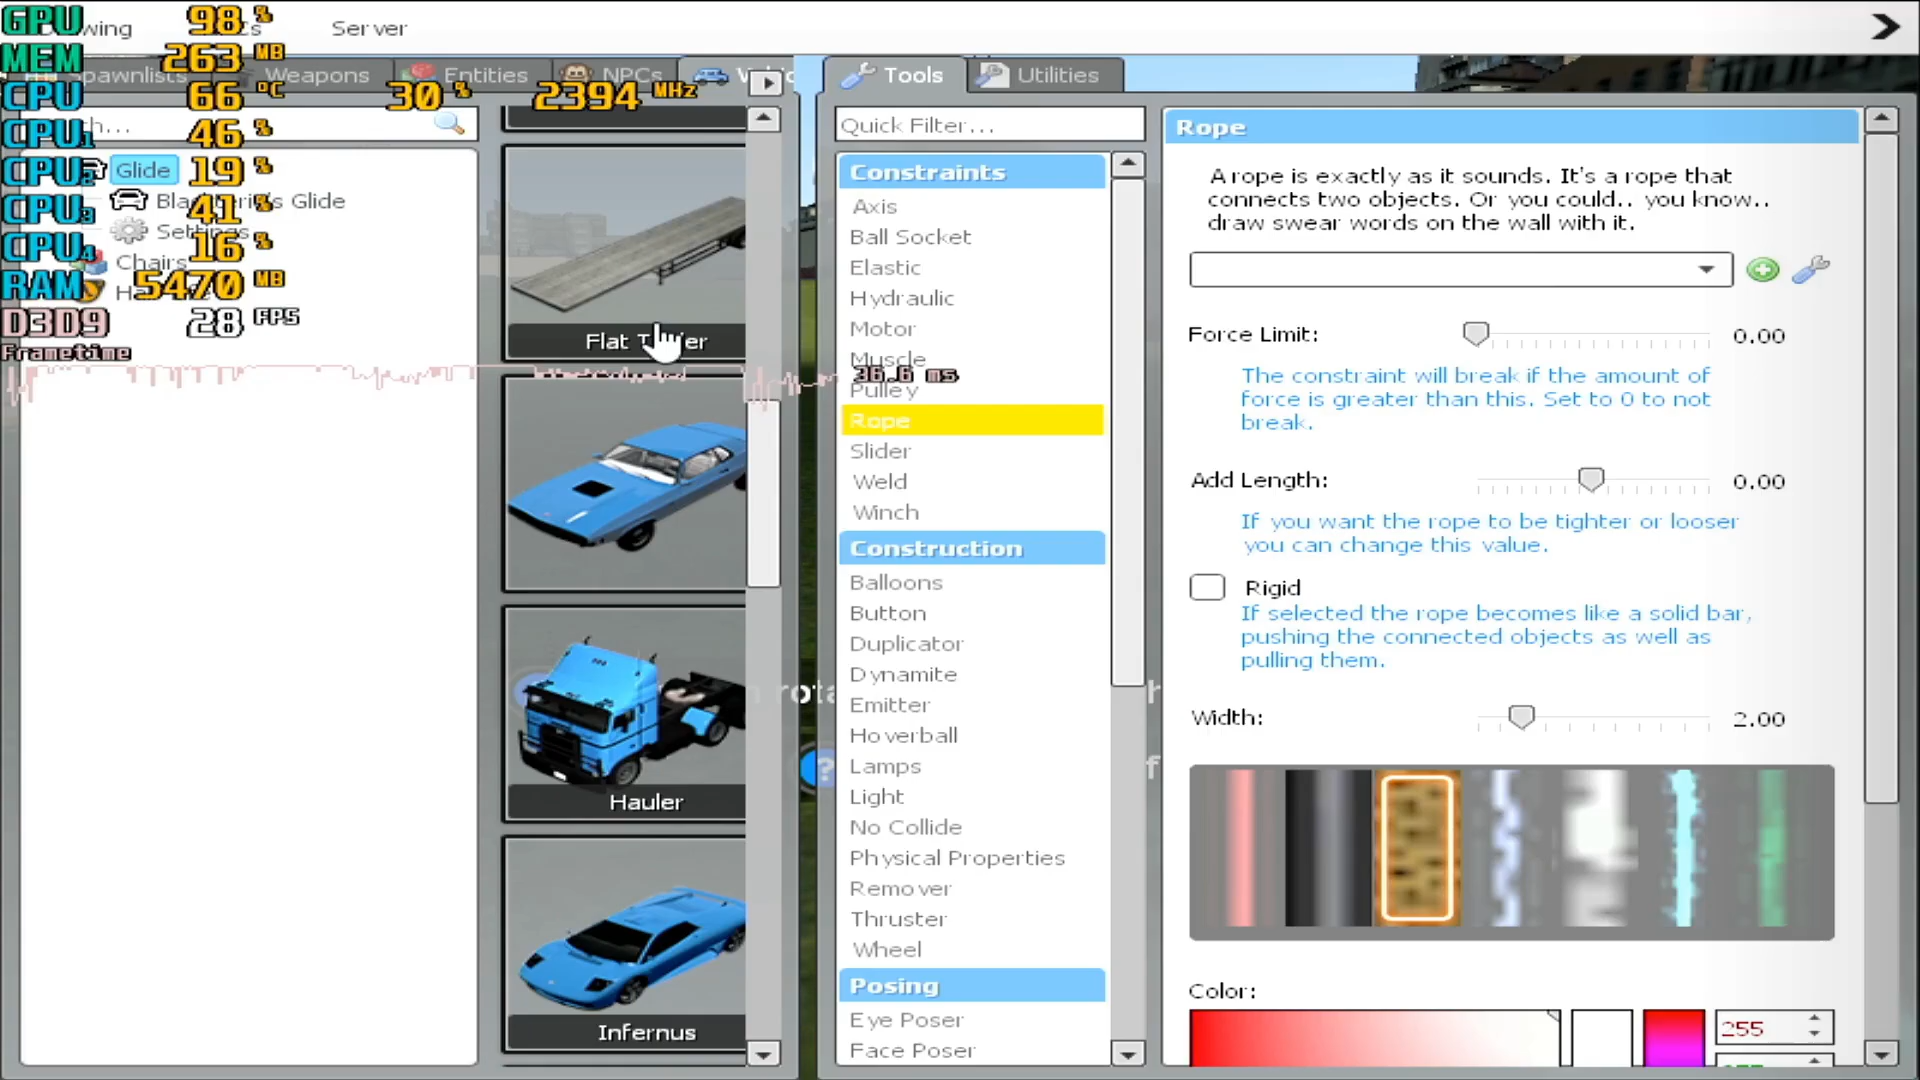 GPU 98 %
wing
Server
MEM 263 MB
Spawnlists
Weapons
Entities
NPCs
Tools
Utilities
CPU 66 °C 30 % 2394 MHz
Quick Filter...
CPU1 46 %
CPU2 19 %
CPU3 41 %
CPU4 16 %
RAM 5470 MB
D3D9 28 FPS
Frametime
36.6 ms
Glide
Glide
Chairs
Flat
Hauler
Infernus
Constraints
Axis
Ball Socket
Elastic
Hydraulic
Motor
Muscle
Pulley
Rope
Slider
Weld
Winch
Construction
Balloons
Button
Duplicator
Dynamite
Emitter
Hoverball
Lamps
Light
No Collide
Physical Properties
Remover
Thruster
Wheel
Posing
Eye Poser
Face Poser
Rope
A rope is exactly as it sounds. It's a rope that
connects two objects. Or you could.. you know..
draw swear words on the wall with it.
Force Limit: 0.00
The constraint will break if the amount of
force is greater than this. Set to 0 to not
break.
Add Length: 0.00
If you want the rope to be tighter or looser
you can change this value.
Rigid
If selected the rope becomes like a solid bar,
pushing the connected objects as well as
pulling them.
Width: 2.00
Color:
255